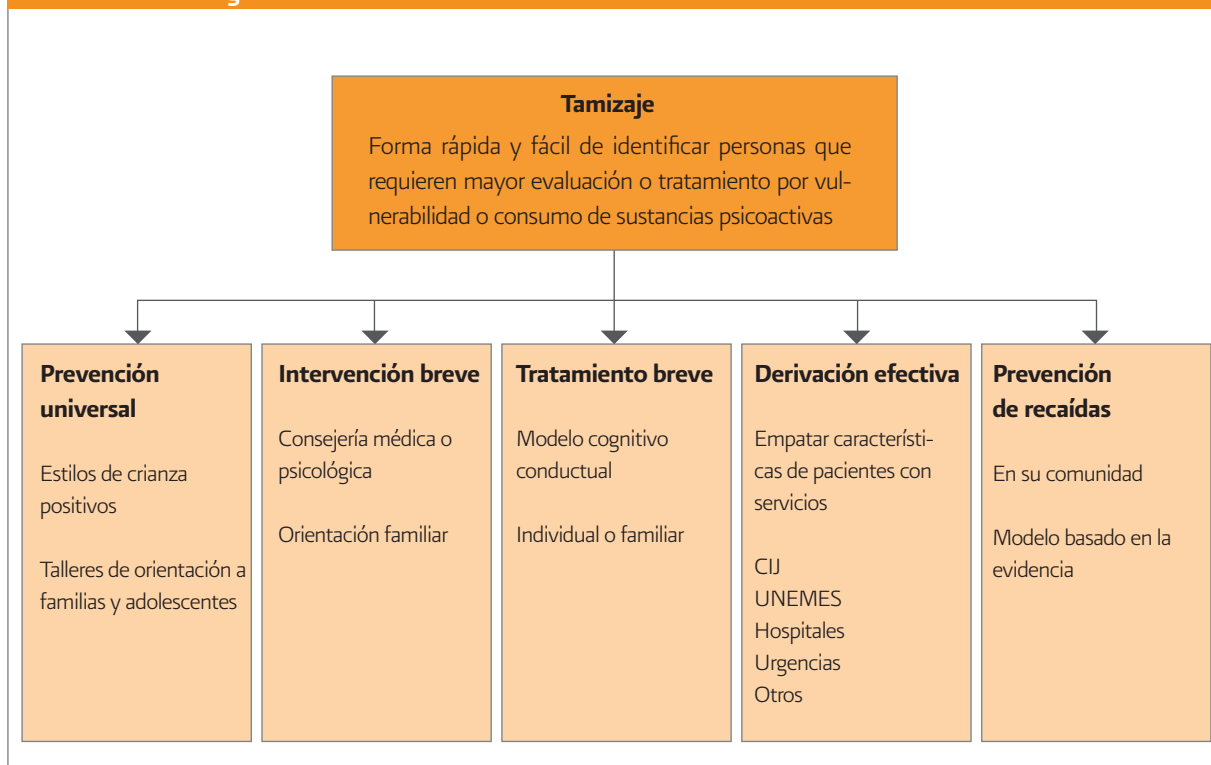 Tamizaje
Forma rápida y fácil de identificar personas que
requieren mayor evaluación o tratamiento por vul-
nerabilidad o consumo de sustancias psicoactivas
Prevención
universal
Estilos de crianza
positivos
Talleres de orientación a
familias y adolescentes
Intervención breve
Consejería médica o
psicológica
Orientación familiar
Tratamiento breve
Modelo cognitivo
conductual
Individual o familiar
Derivación efectiva
Empatar característi-
cas de pacientes con
servicios
CIJ
UNEMES
Hospitales
Urgencias
Otros
Prevención
de recaídas
En su comunidad
Modelo basado en la
evidencia